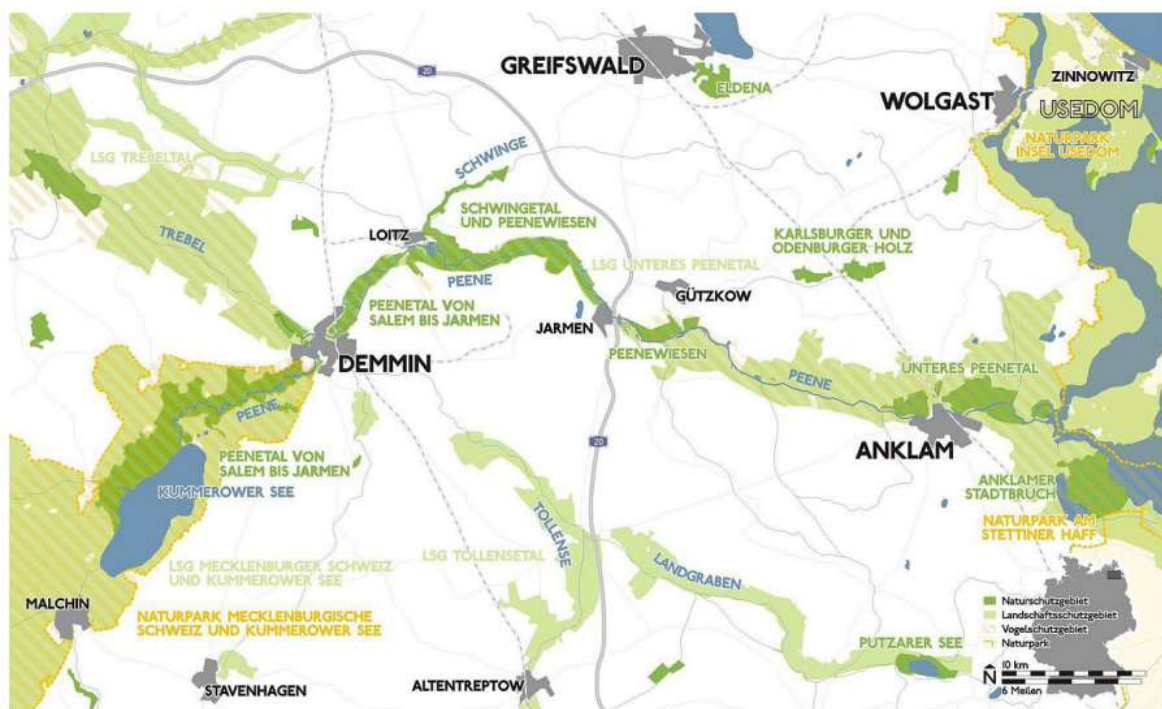 20
GREIFSWALD
ELDENA
WOLGAST
ZINNOWITZ
USEDOM
NATURPARK
INSEL USEDOM
LSG TREBELTAL
SCHWINGE
SCHWINGETAL
UND PEENEWIESEN
LOITZ
TREBEL
PEENE
LSG UNTERES PEENETAL
KARLSBURGER UND
ODENBURGER HOLZ
GÜTZKOW
PEENETAL VON
SALEM BIS JARMEN
JARMEN
DEMMIN
PEENEWIESEN
PEENE
UNTERES PEENETAL
PEENE
ANKLAM
20
PEENETAL VON
SALEM BIS JARMEN
KUMMEROWER SEE
ANKLAMER
STADTBRUCH
NATURPARK AM
STETTINER HAFF
TOLLENSE
LSG TOLLENSETAL
LANDGRABEN
LSG MECKLENBURGER SCHWEIZ
UND KUMMEROWER SEE
MALCHIN
NATURPARK MECKLENBURGISCHE
SCHWEIZ UND KUMMEROWER SEE
STAVENHAGEN
ALTENTREPTOW
PUTZARER SEE
Naturschutzgebiet
Landschaftsschutzgebiet
Vogelschutzgebiet
Naturpark
N
10 km
6 Meilen